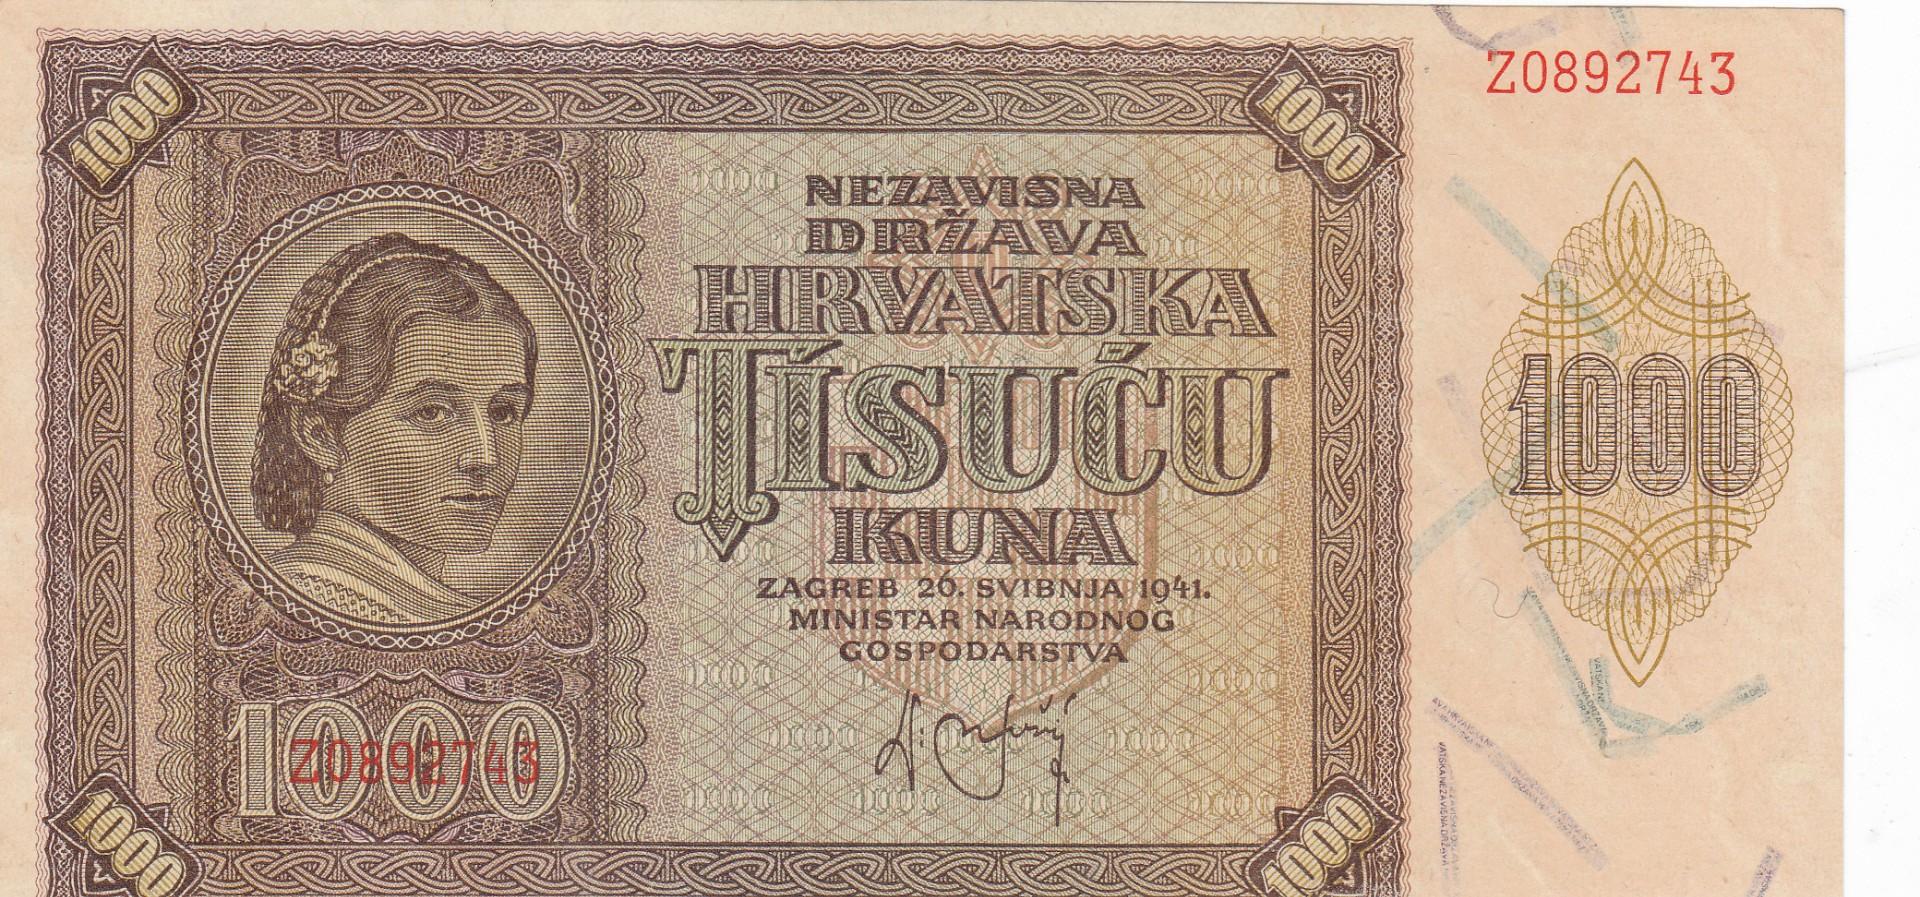 1000
1000
Z0892743
NEZAVISNA
DRŽAVA
HRVATSKA
TISUĆU
KUNA
ZAGREB 26. SVIBNJA 1941.
MINISTAR NARODNOG
GOSPODARSTVA
1000
1000
Z0892743
1000
1000